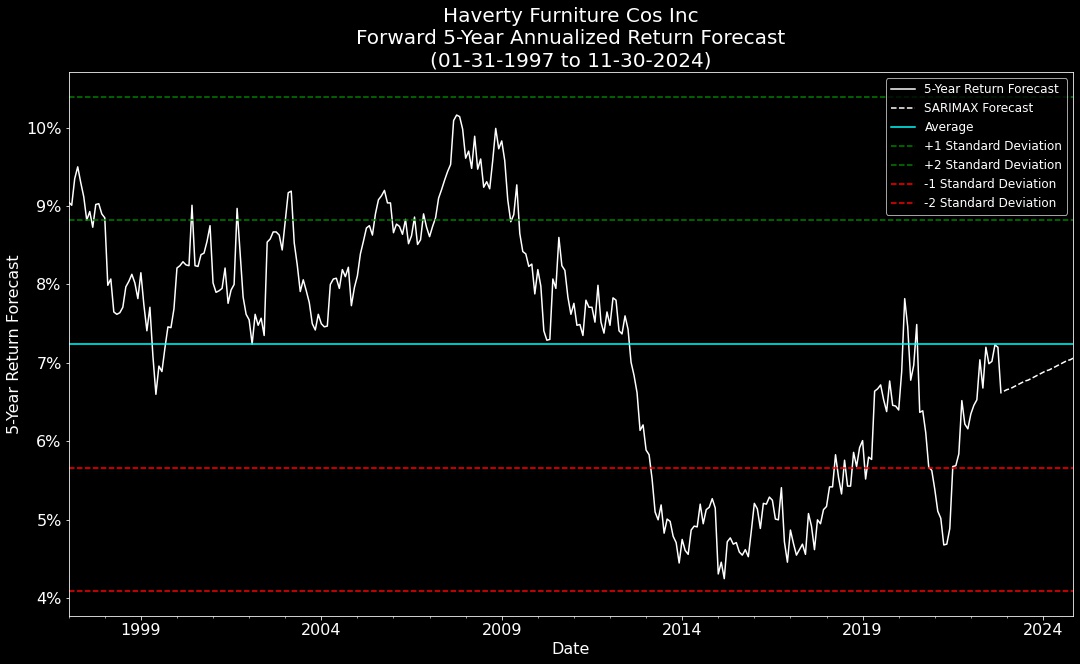 Haverty Furniture Cos Inc
Forward 5-Year Annualized Return Forecast
(01-31-1997 to 11-30-2024)
5-Year Return Forecast
SARIMAX Forecast
Average
+1 Standard Deviation
+2 Standard Deviation
-1 Standard Deviation
-2 Standard Deviation
5-Year Return Forecast
10%
9%
8%
7%
6%
5%
4%
1999 2004 2009 2014 2019 2024
Date